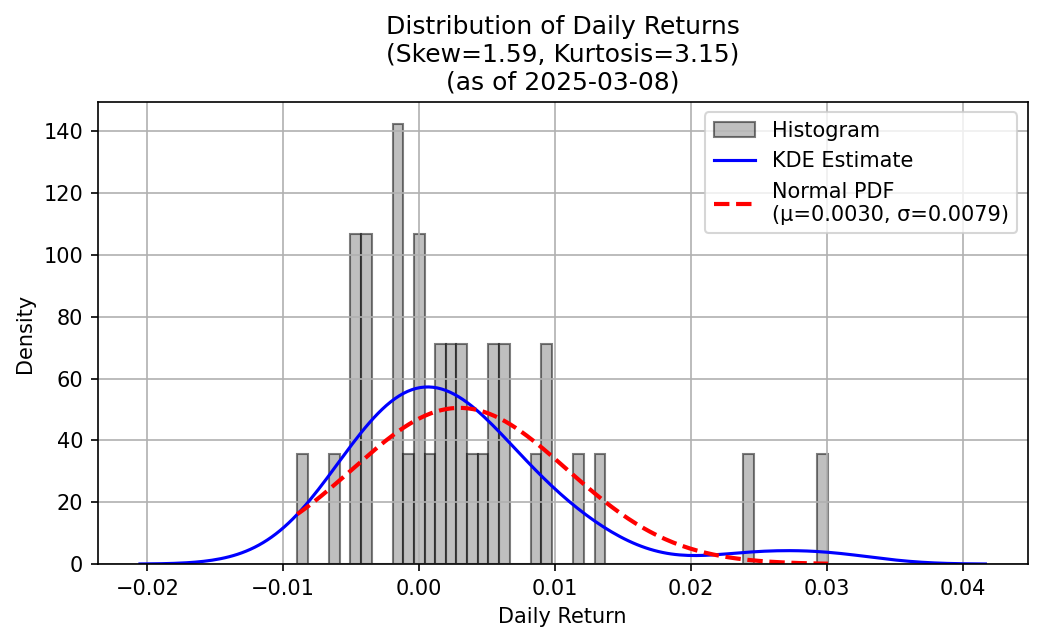 Distribution of Daily Returns
(Skew=1.59, Kurtosis=3.15)
(as of 2025-03-08)
Histogram
KDE Estimate
Normal PDF
(μ=0.0030, σ=0.0079)
Density
140
120
100
80
60
40
20
0
−0.02
−0.01
0.00
0.01
0.02
0.03
0.04
Daily Return